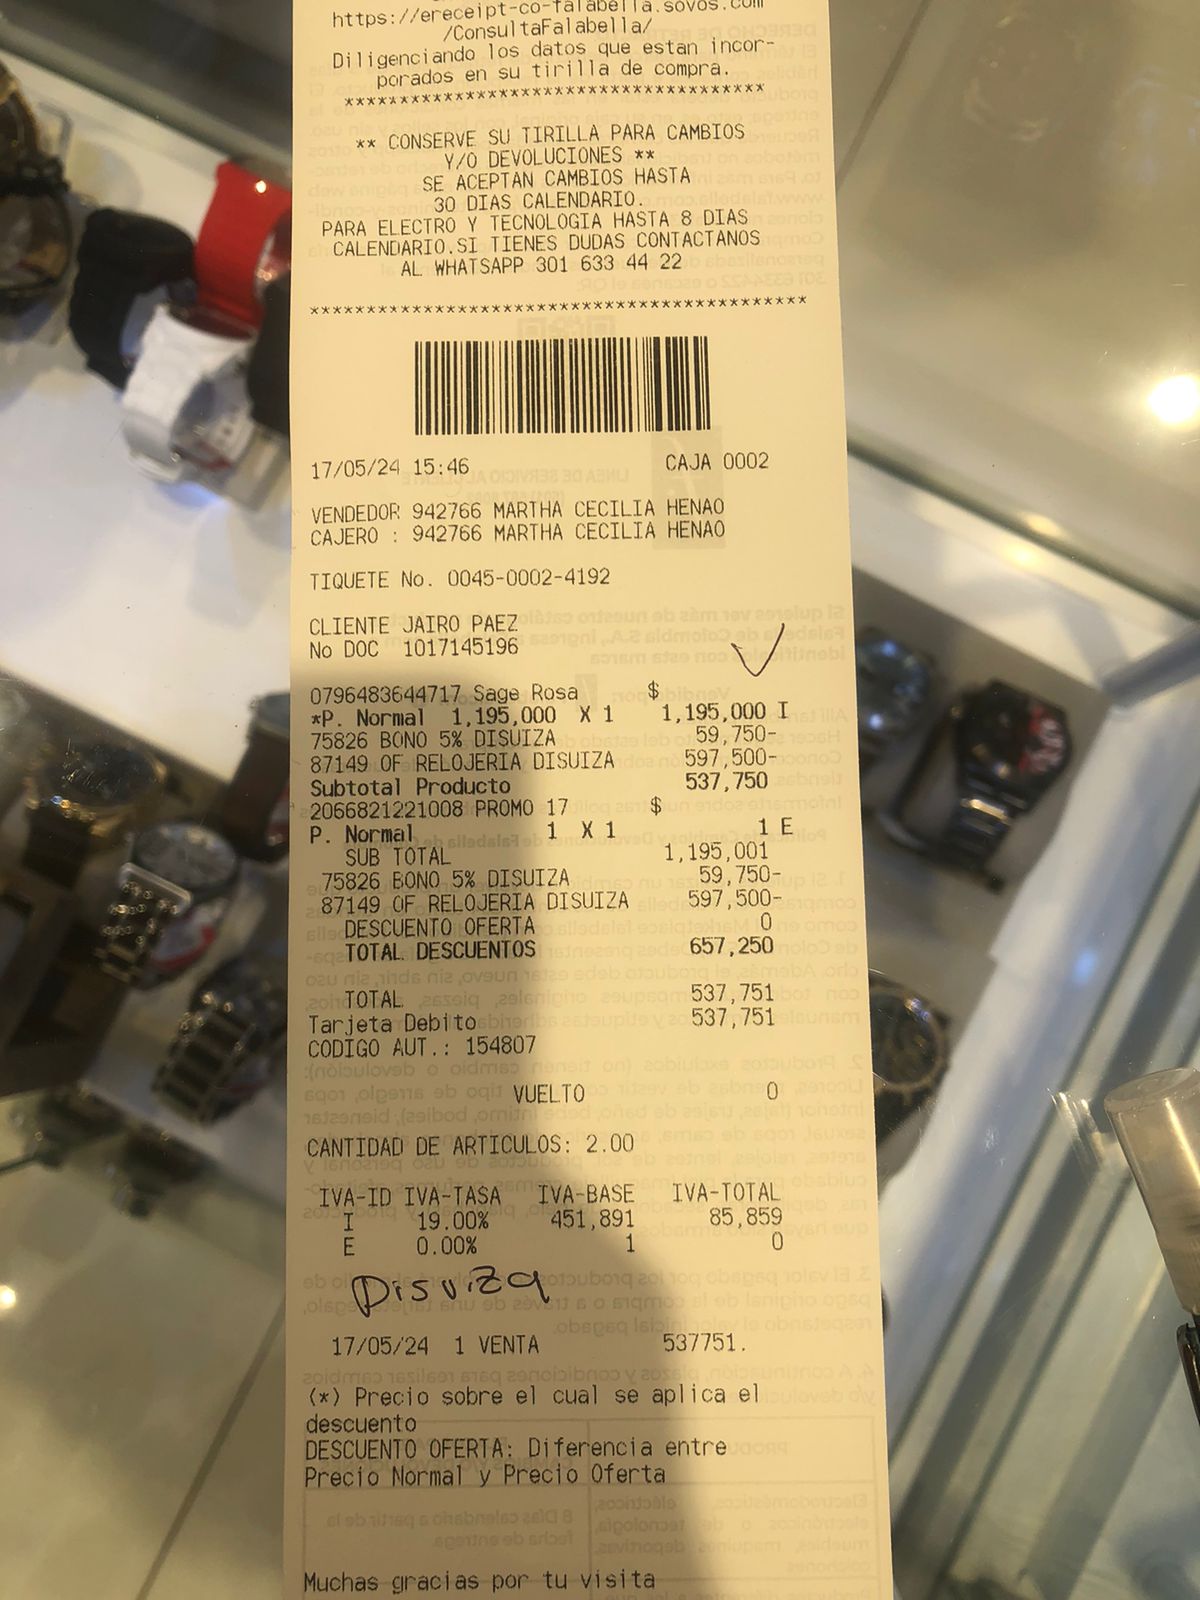 https://ereceipt-co-falabella.sovos.com
/ConsultaFalabella/
Diligenciando los datos que estan incor-
porados en su tirilla de compra.
*************************************
** CONSERVE SU TIRILLA PARA CAMBIOS
Y/O DEVOLUCIONES **
SE ACEPTAN CAMBIOS HASTA
30 DIAS CALENDARIO.
PARA ELECTRO Y TECNOLOGIA HASTA 8 DIAS
CALENDARIO.SI TIENES DUDAS CONTACTANOS
AL WHATSAPP 301 633 44 22
*******************************************
17/05/24 15:46 CAJA 0002
VENDEDOR 942766 MARTHA CECILIA HENAO
CAJERO : 942766 MARTHA CECILIA HENAO
TIQUETE No. 0045-0002-4192
CLIENTE JAIRO PAEZ
No DOC 1017145196
0796483644717 Sage Rosa $
*P. Normal 1,195,000 X 1 1,195,000 I
75826 BONO 5% DISUIZA 59,750-
87149 OF RELOJERIA DISUIZA 597,500-
Subtotal Producto 537,750
2066821221008 PROMO 17 $
P. Normal 1 X 1 1 E
SUB TOTAL 1,195,001
75826 BONO 5% DISUIZA 59,750-
87149 OF RELOJERIA DISUIZA 597,500-
DESCUENTO OFERTA 0
TOTAL DESCUENTOS 657,250
TOTAL 537,751
Tarjeta Debito 537,751
CODIGO AUT.: 154807
VUELTO 0
CANTIDAD DE ARTICULOS: 2.00
IVA-ID IVA-TASA IVA-BASE IVA-TOTAL
I 19.00% 451,891 85,859
E 0.00% 1 0
Disuiza
17/05/24 1 VENTA 537751.
(*) Precio sobre el cual se aplica el
descuento
DESCUENTO OFERTA: Diferencia entre
Precio Normal y Precio Oferta
Muchas gracias por tu visita